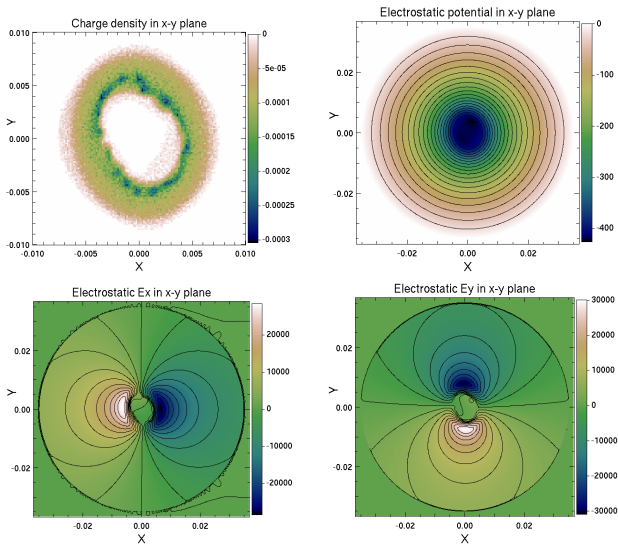 Charge density in x-y plane
0.010
0.005
0.000
-0.005
-0.010
Y
-0.010 -0.005 0.000 0.005 0.010
X
0
5e-05
-0.0001
-0.00015
-0.0002
-0.00025
-0.0003
Electrostatic potential in x-y plane
0.02
0.00
-0.02
Y
-0.02 0.00 0.02
X
0
-100
-200
-300
-400
Electrostatic Ex in x-y plane
0.02
0.00
-0.02
Y
-0.02 0.00 0.02
X
20000
10000
0
-10000
-20000
Electrostatic Ey in x-y plane
0.02
0.00
-0.02
Y
-0.02 0.00 0.02
X
30000
20000
10000
0
-10000
-20000
-30000